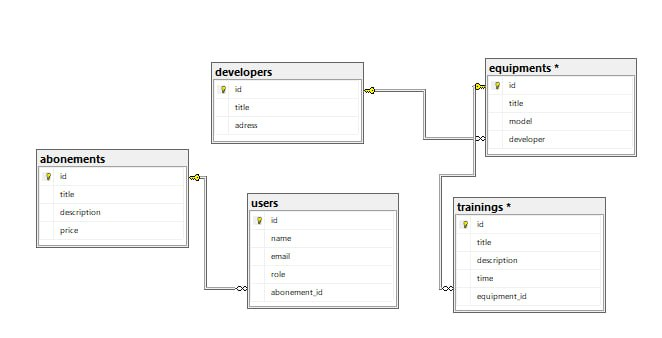 developers
id
title
adress
equipments *
id
title
model
developer
abonements
id
title
description
price
users
id
name
email
role
abonement_id
trainings *
id
title
description
time
equipment_id